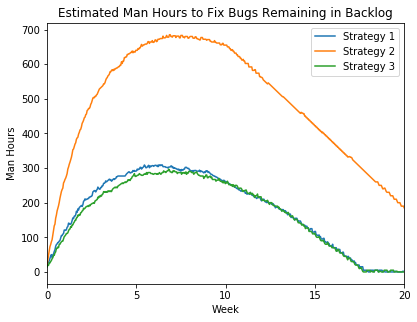 Estimated Man Hours to Fix Bugs Remaining in Backlog
700
600
500
400
300
200
100
0
Man Hours
Strategy 1
Strategy 2
Strategy 3
0 5 10 15 20
Week